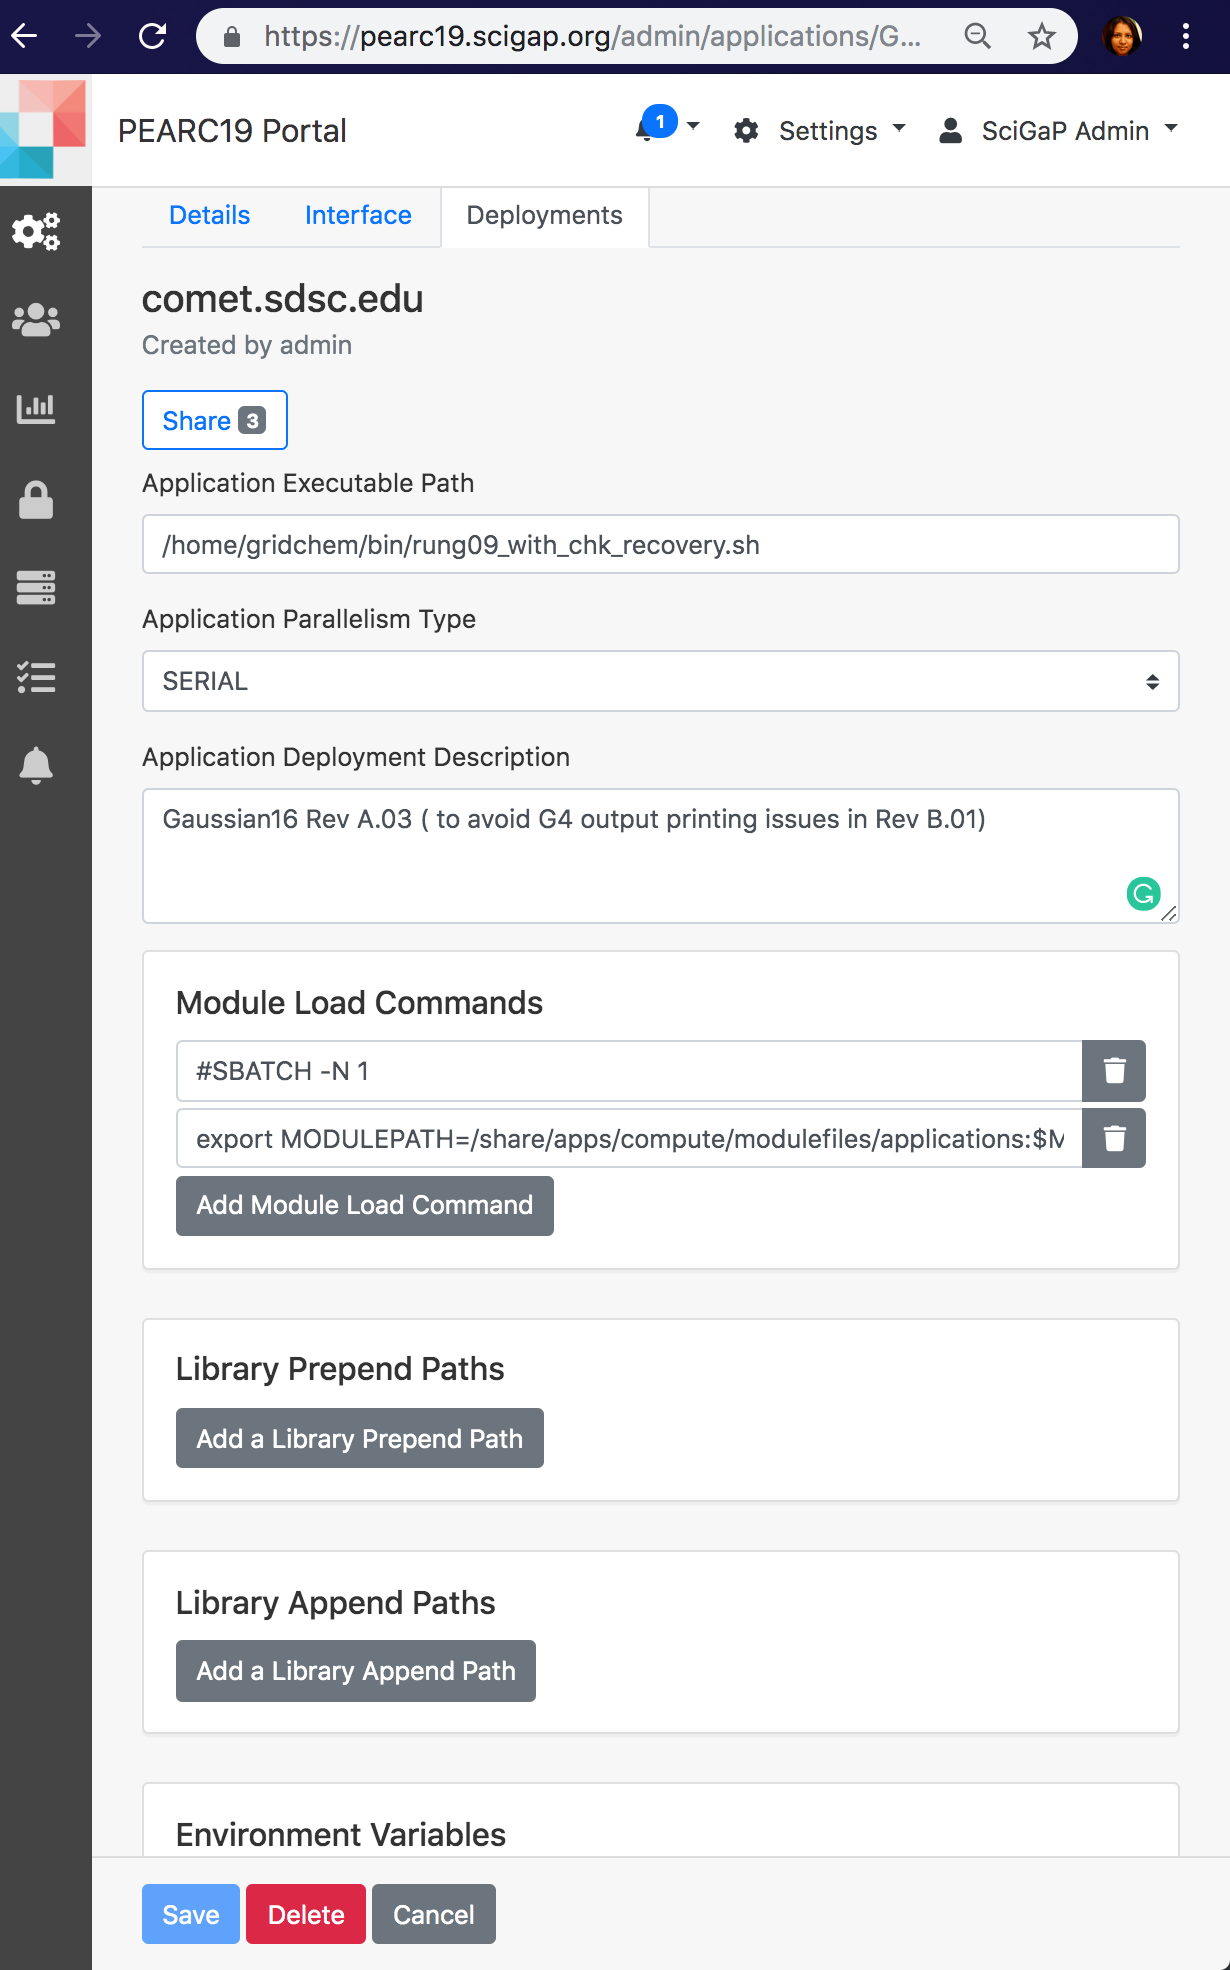 https://pearc19.scigap.org/admin/applications/G...
PEARC19 Portal
1
Settings
SciGaP Admin
Details
Interface
Deployments
comet.sdsc.edu
Created by admin
Share 3
Application Executable Path
/home/gridchem/bin/rung09_with_chk_recovery.sh
Application Parallelism Type
SERIAL
Application Deployment Description
Gaussian16 Rev A.03 ( to avoid G4 output printing issues in Rev B.01)
Module Load Commands
#SBATCH -N 1
export MODULEPATH=/share/apps/compute/modulefiles/applications:$M
Add Module Load Command
Library Prepend Paths
Add a Library Prepend Path
Library Append Paths
Add a Library Append Path
Environment Variables
Save
Delete
Cancel